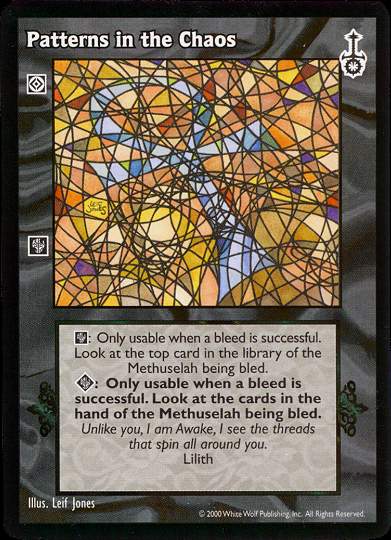 Patterns in the Chaos
LEIF
JONES
: Only usable when a bleed is successful.
Look at the top card in the library of the
Methuselah being bled.
: Only usable when a bleed is
successful. Look at the cards in the
hand of the Methuselah being bled.
Unlike you, I am Awake, I see the threads
that spin all around you.
Lilith
Illus. Leif Jones
© 2000 White Wolf Publishing, Inc. All Rights Reserved.